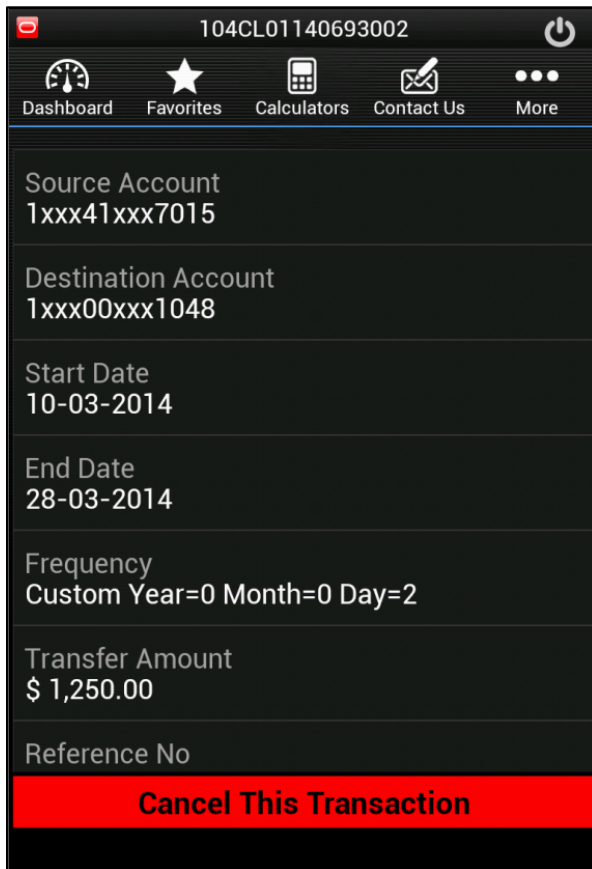 104CL01140693002
Dashboard Favorites Calculators Contact Us More
Source Account
1xxx41xxx7015
Destination Account
1xxx00xxx1048
Start Date
10-03-2014
End Date
28-03-2014
Frequency
Custom Year=0 Month=0 Day=2
Transfer Amount
$ 1,250.00
Reference No
Cancel This Transaction